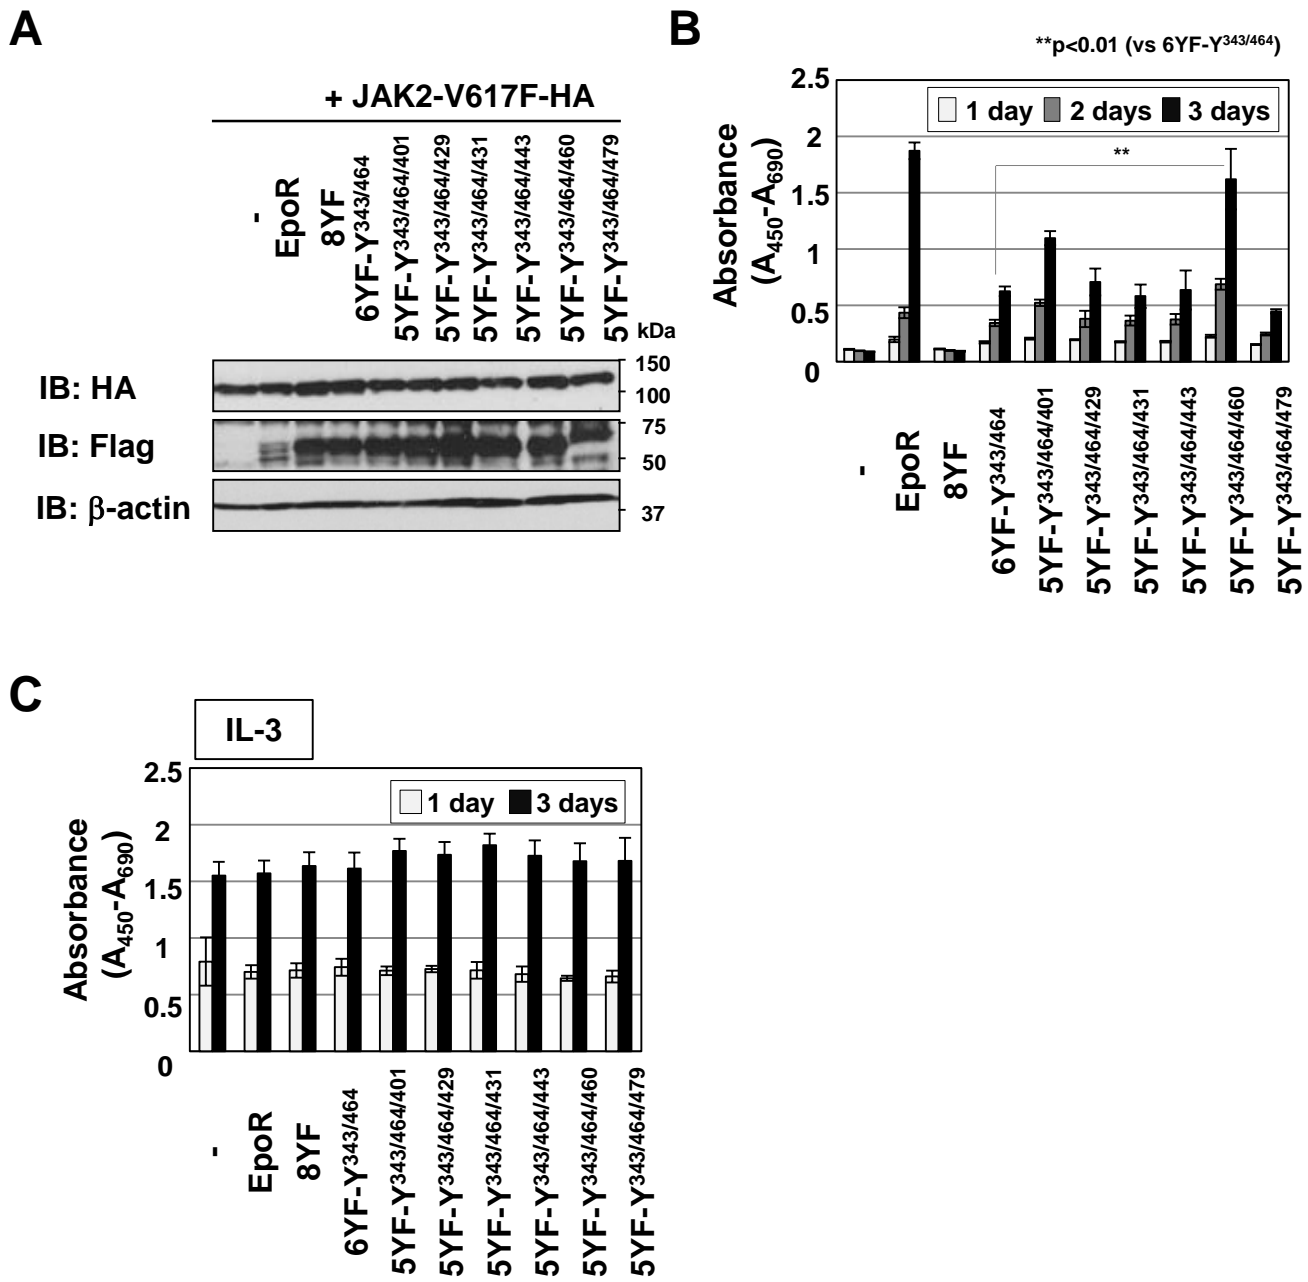 A
+ JAK2-V617F-HA
-
EpoR
8YF
6YF-Y343/464
5YF-Y343/464/401
5YF-Y343/464/429
5YF-Y343/464/431
5YF-Y343/464/443
5YF-Y343/464/460
5YF-Y343/464/479
kDa
IB: HA
150
100
IB: Flag
75
50
IB: β-actin
37
B
**p<0.01 (vs 6YF-Y343/464)
Absorbance
(A450-A690)
2.5
2
1.5
1
0.5
0
1 day 2 days 3 days
**
-
EpoR
8YF
6YF-Y343/464
5YF-Y343/464/401
5YF-Y343/464/429
5YF-Y343/464/431
5YF-Y343/464/443
5YF-Y343/464/460
5YF-Y343/464/479
C
IL-3
Absorbance
(A450-A690)
2.5
2
1.5
1
0.5
0
1 day 3 days
-
EpoR
8YF
6YF-Y343/464
5YF-Y343/464/401
5YF-Y343/464/429
5YF-Y343/464/431
5YF-Y343/464/443
5YF-Y343/464/460
5YF-Y343/464/479